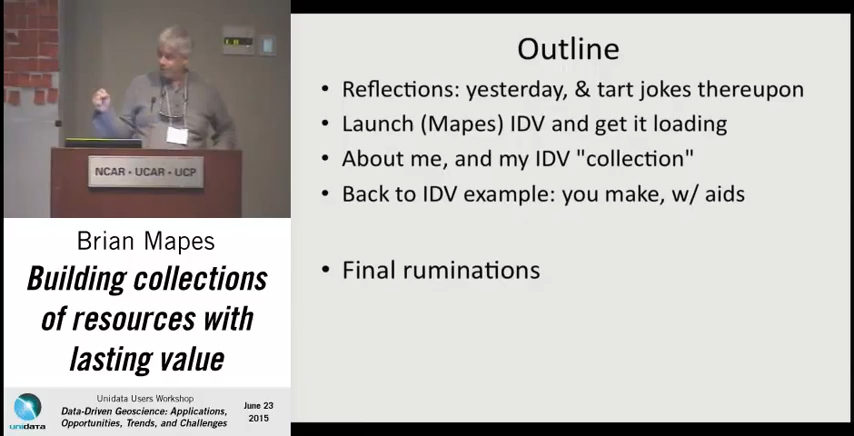 NCAR • UCAR • UCP
Brian Mapes
Building collections
of resources with
lasting value
unidata
Unidata Users Workshop
Data-Driven Geoscience: Applications,
Opportunities, Trends, and Challenges
June 23
2015
Outline
• Reflections: yesterday, & tart jokes thereupon
• Launch (Mapes) IDV and get it loading
• About me, and my IDV "collection"
• Back to IDV example: you make, w/ aids
• Final ruminations